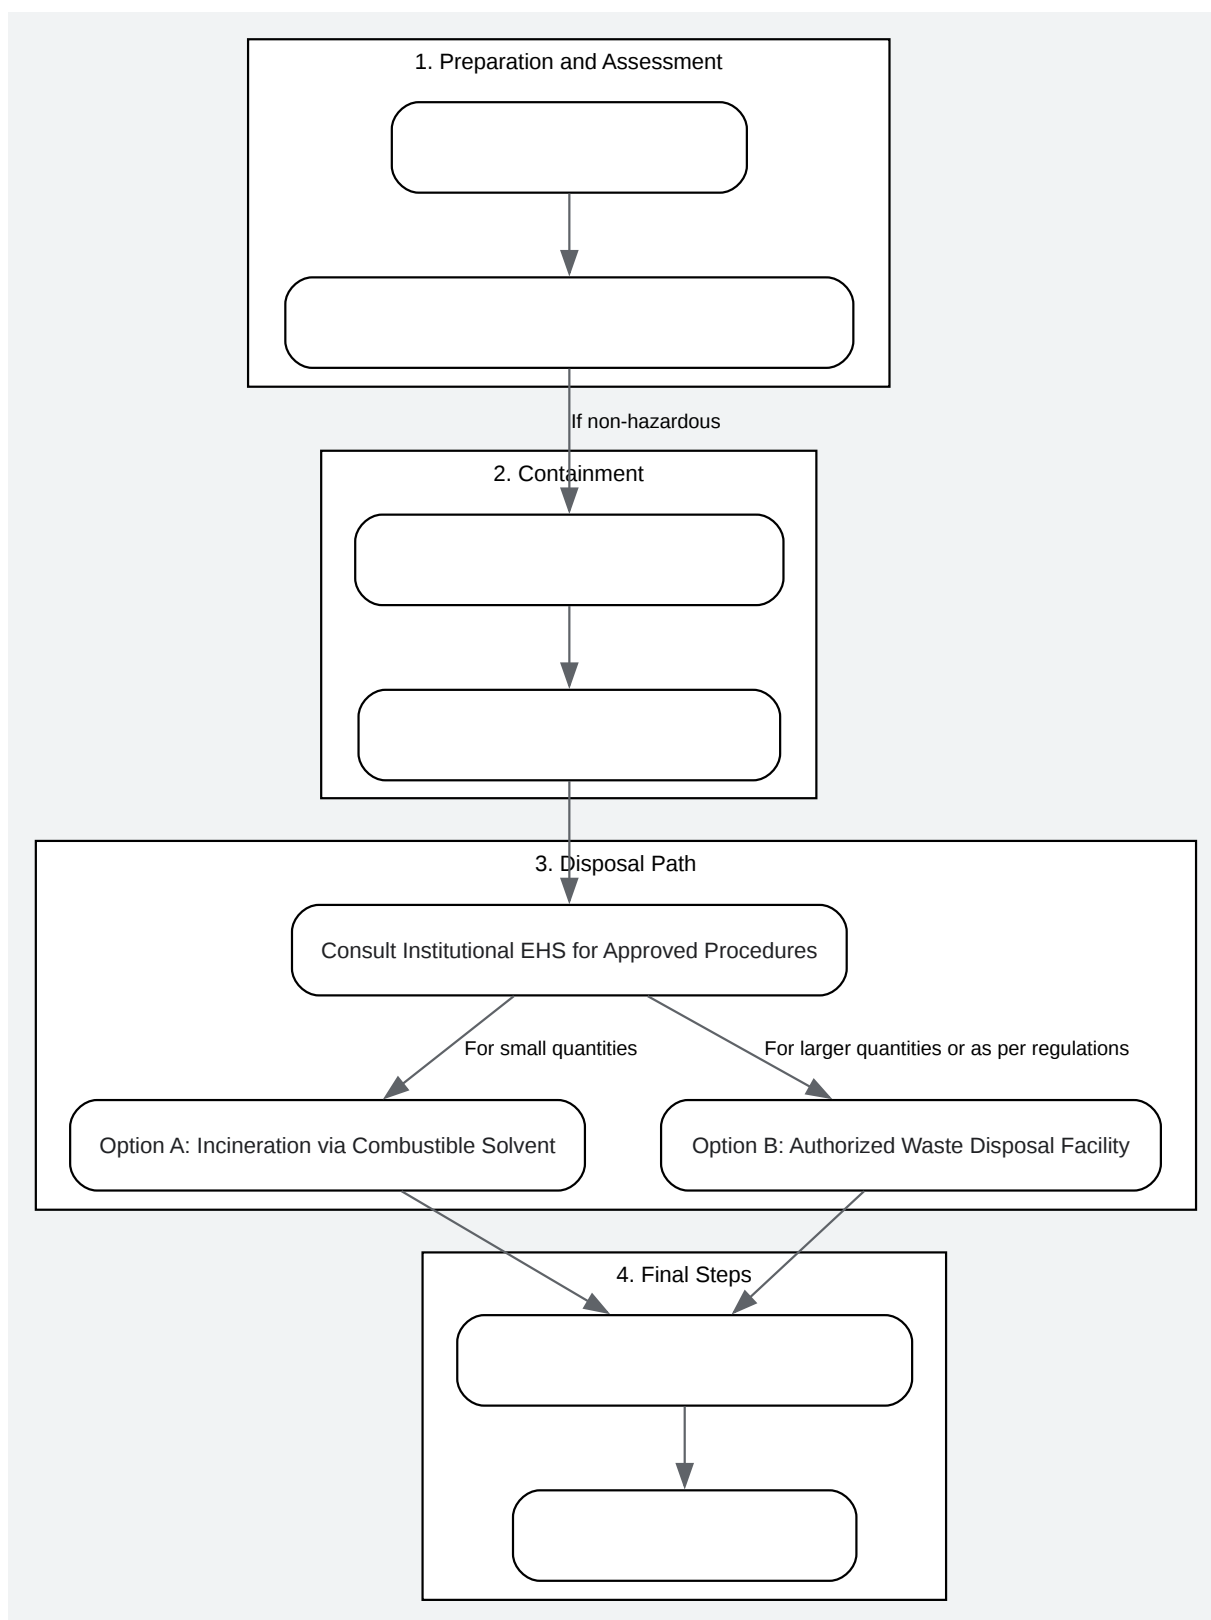 1. Preparation and Assessment
If non-hazardous
2. Containment
3. Disposal Path
Consult Institutional EHS for Approved Procedures
For small quantities
For larger quantities or as per regulations
Option A: Incineration via Combustible Solvent
Option B: Authorized Waste Disposal Facility
4. Final Steps